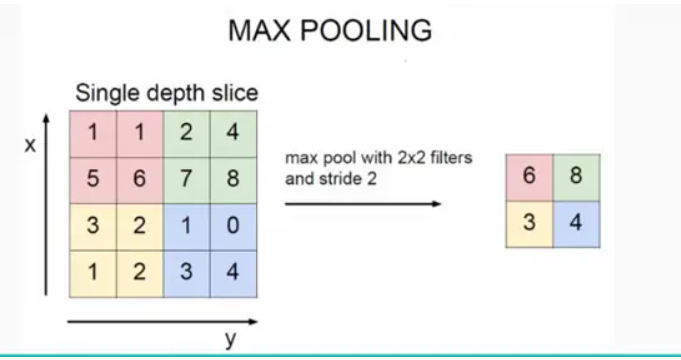 MAX POOLING
Single depth slice
x
1 1 2 4
5 6 7 8
3 2 1 0
1 2 3 4
y
max pool with 2x2 filters
and stride 2
6 8
3 4